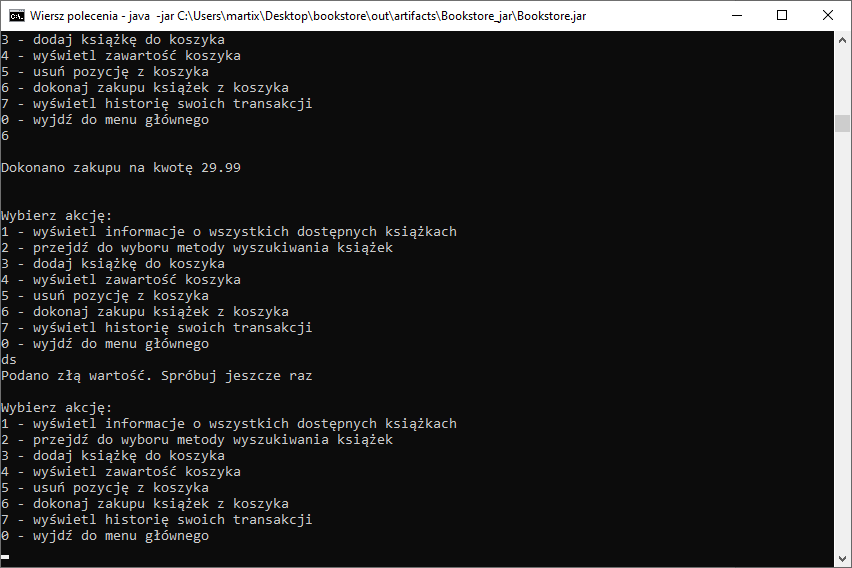 Wiersz polecenia - java -jar C:\Users\martix\Desktop\bookstore\out\artifacts\Bookstore_jar\Bookstore.jar
3 - dodaj książkę do koszyka
4 - wyświetl zawartość koszyka
5 - usuń pozycję z koszyka
6 - dokonaj zakupu książek z koszyka
7 - wyświetl historię swoich transakcji
0 - wyjdź do menu głównego
6
Dokonano zakupu na kwotę 29.99
Wybierz akcję:
1 - wyświetl informacje o wszystkich dostępnych książkach
2 - przejdź do wyboru metody wyszukiwania książek
3 - dodaj książkę do koszyka
4 - wyświetl zawartość koszyka
5 - usuń pozycję z koszyka
6 - dokonaj zakupu książek z koszyka
7 - wyświetl historię swoich transakcji
0 - wyjdź do menu głównego
ds
Podano złą wartość. Spróbuj jeszcze raz
Wybierz akcję:
1 - wyświetl informacje o wszystkich dostępnych książkach
2 - przejdź do wyboru metody wyszukiwania książek
3 - dodaj książkę do koszyka
4 - wyświetl zawartość koszyka
5 - usuń pozycję z koszyka
6 - dokonaj zakupu książek z koszyka
7 - wyświetl historię swoich transakcji
0 - wyjdź do menu głównego